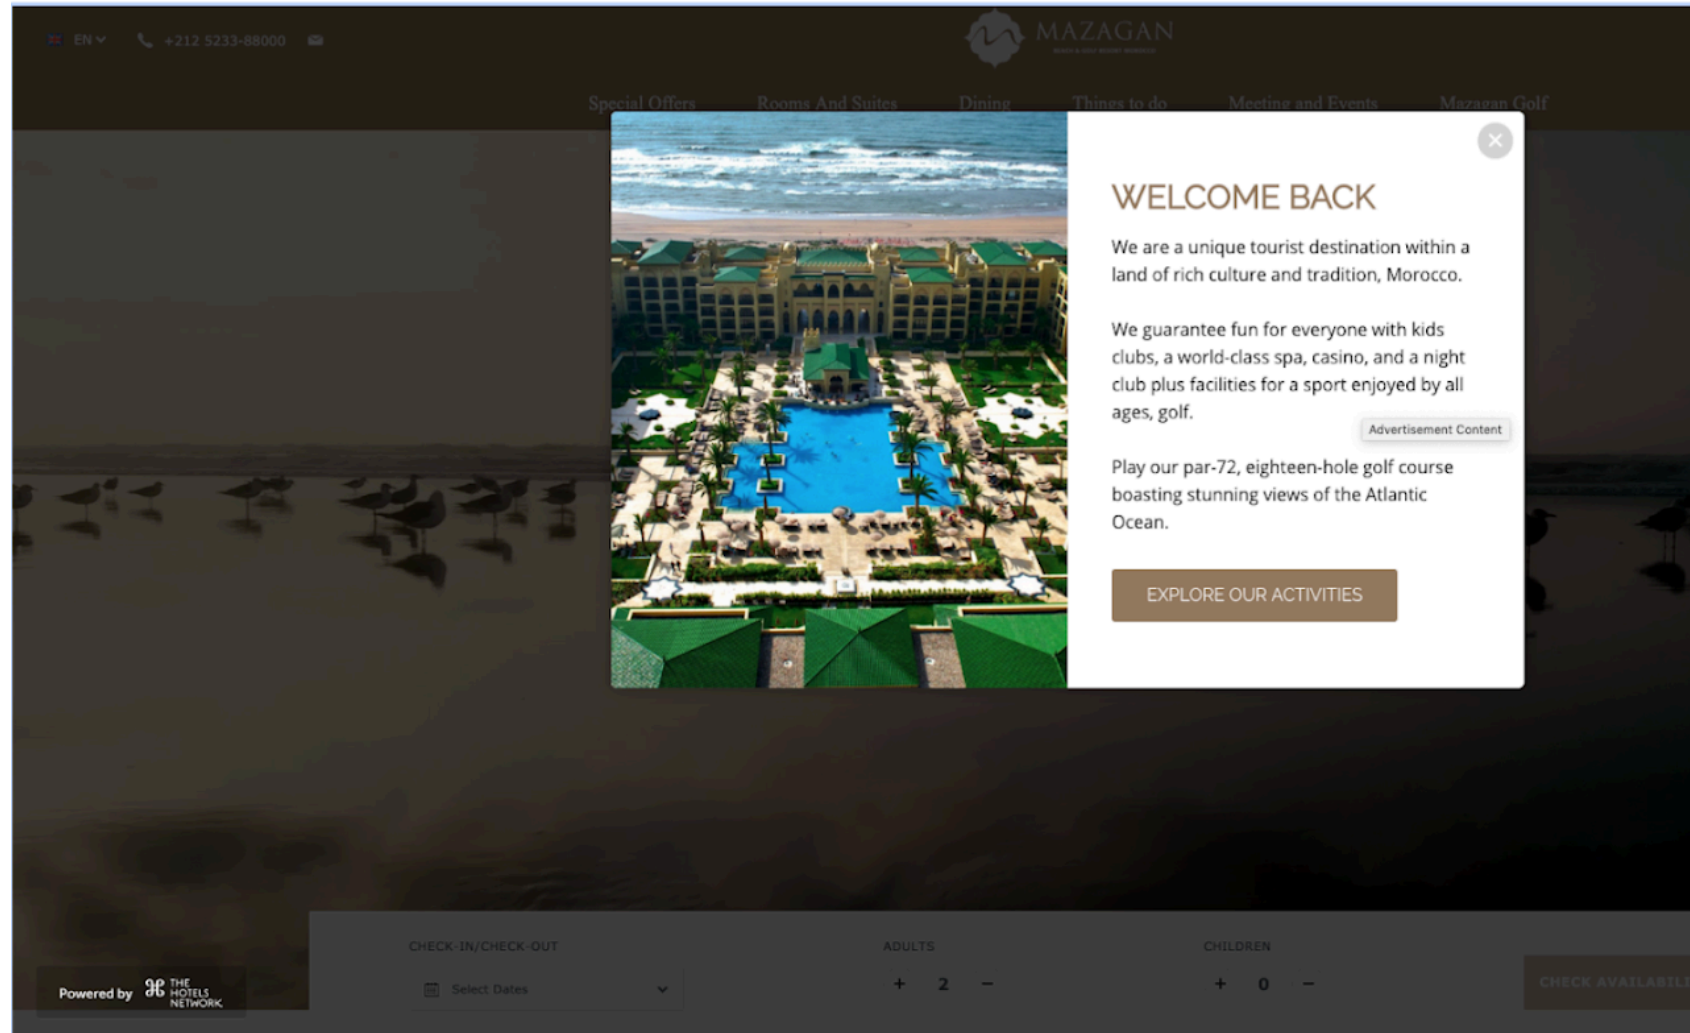 EN
+212 5233-88000
MAZAGAN
Special Offers
Rooms And Suites
Dining
Things to do
Meeting and Events
Mazagan Golf
WELCOME BACK
We are a unique tourist destination within a
land of rich culture and tradition, Morocco.
We guarantee fun for everyone with kids
clubs, a world-class spa, casino, and a night
club plus facilities for a sport enjoyed by all
ages, golf.
Advertisement Content
Play our par-72, eighteen-hole golf course
boasting stunning views of the Atlantic
Ocean.
EXPLORE OUR ACTIVITIES
CHECK-IN/CHECK-OUT
ADULTS
CHILDREN
Select Dates
+ 2 −
+ 0 −
CHECK AVAILABILI
Powered by
THE
HOTELS
NETWORK